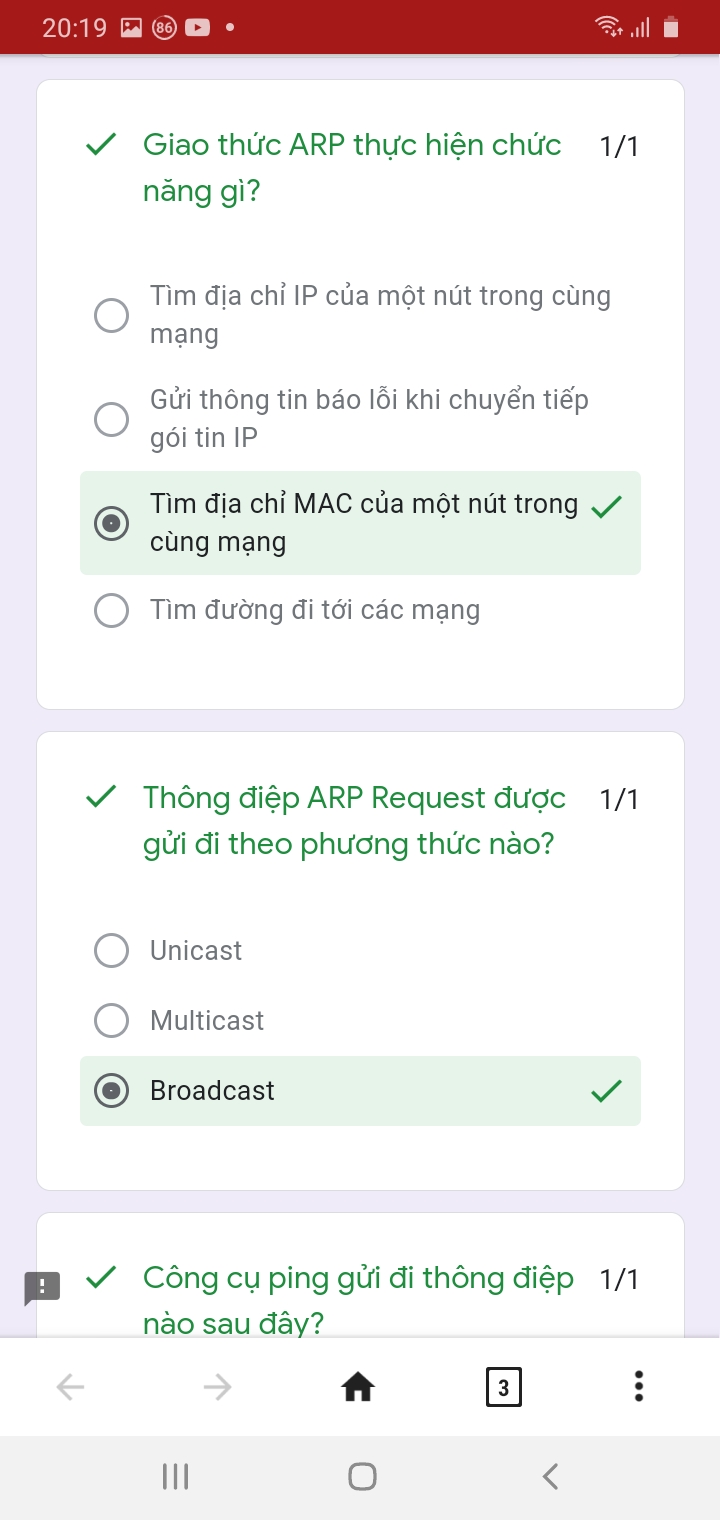 20:19 86
Giao thức ARP thực hiện chức 1/1
năng gì?
Tìm địa chỉ IP của một nút trong cùng
mạng
Gửi thông tin báo lỗi khi chuyển tiếp
gói tin IP
Tìm địa chỉ MAC của một nút trong
cùng mạng
Tìm đường đi tới các mạng
Thông điệp ARP Request được 1/1
gửi đi theo phương thức nào?
Unicast
Multicast
Broadcast
Công cụ ping gửi đi thông điệp 1/1
nào sau đây?
3